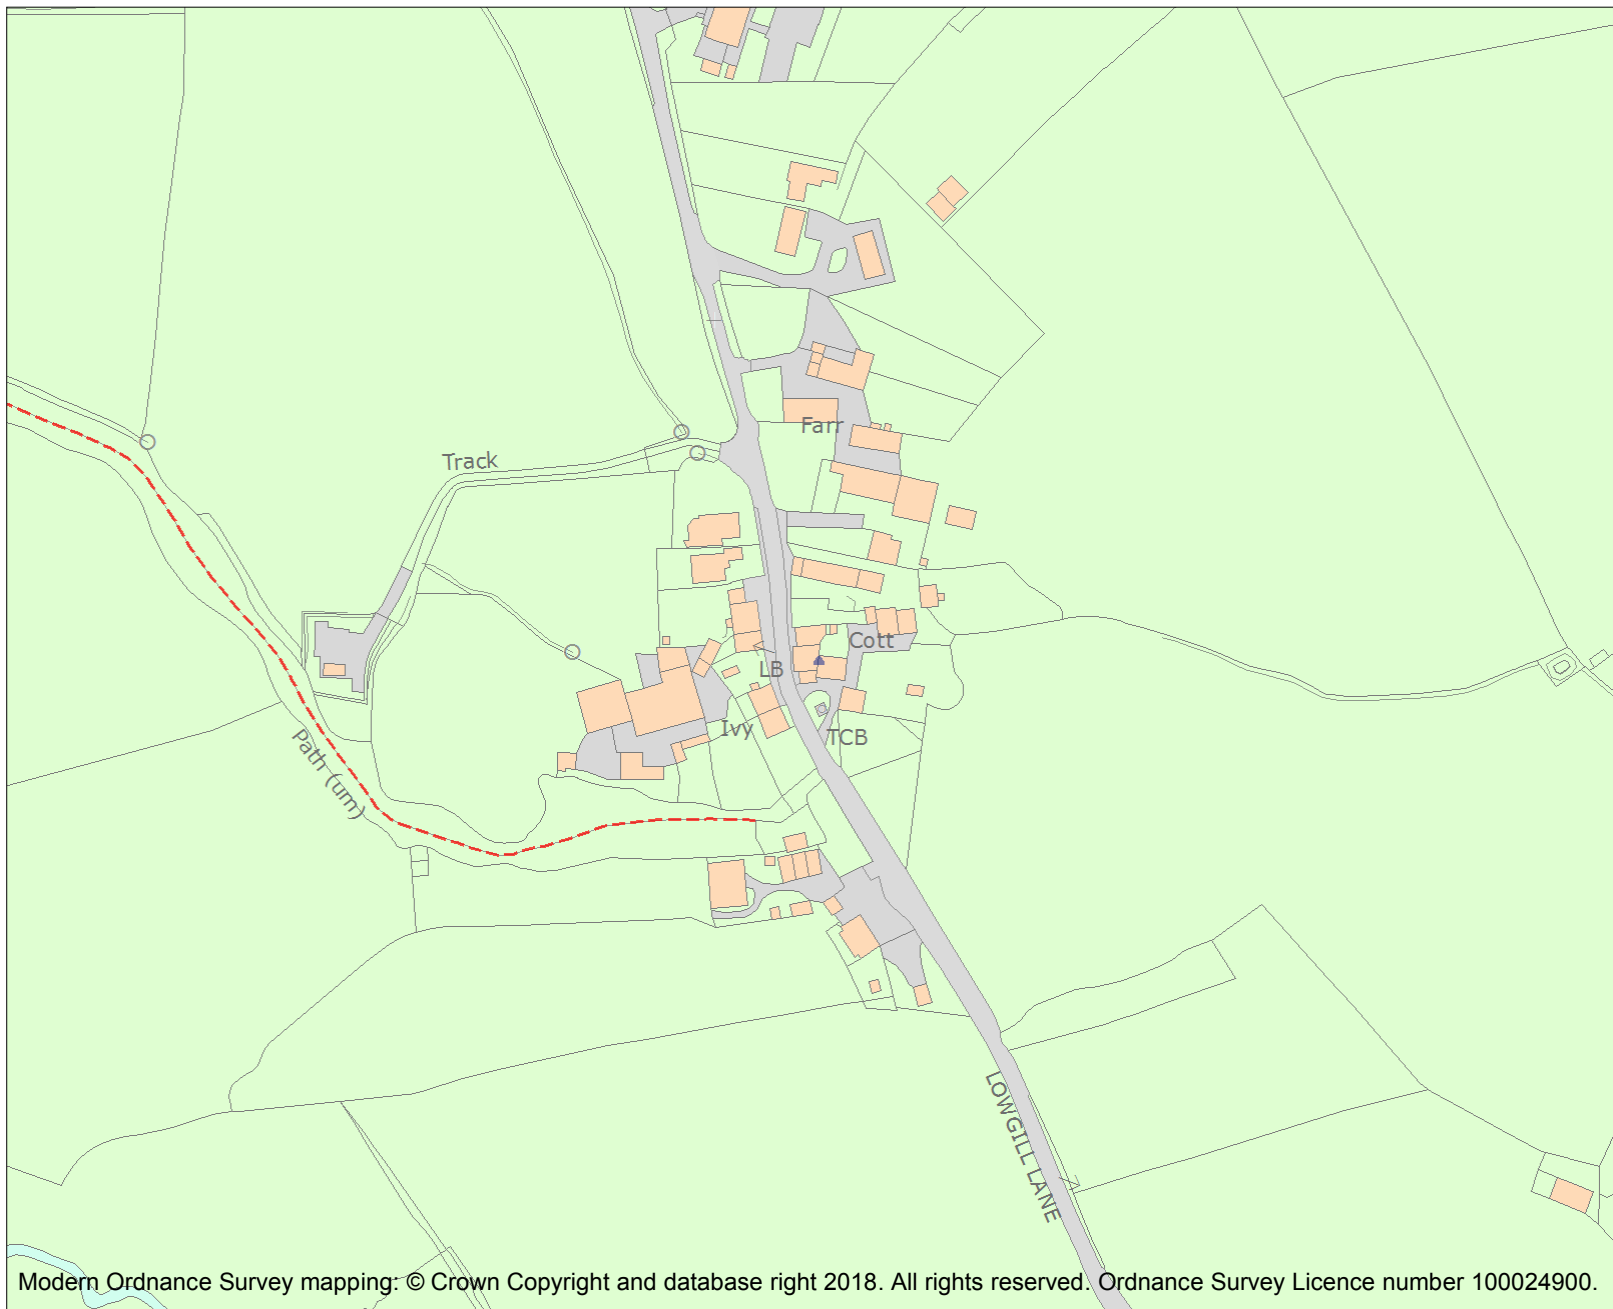 Farr
Track
Cott
LB
Ivy
TCB
Path (um)
LOWGILL LANE
Modern Ordnance Survey mapping: © Crown Copyright and database right 2018. All rights reserved. Ordnance Survey Licence number 100024900.